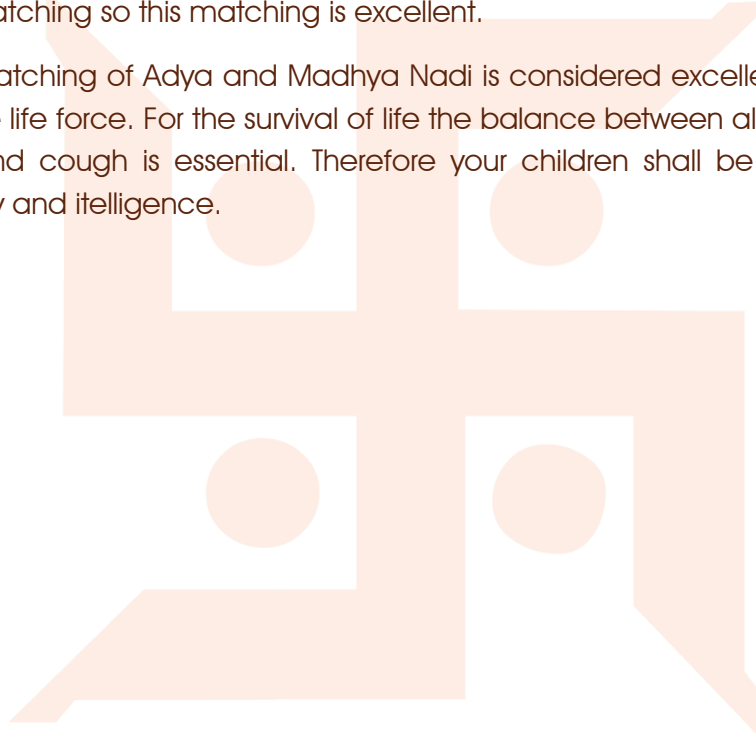 atching so this matching is excellent.
atching of Adya and Madhya Nadi is considered excelle
life force. For the survival of life the balance between al
nd cough is essential. Therefore your children shall be
y and itelligence.